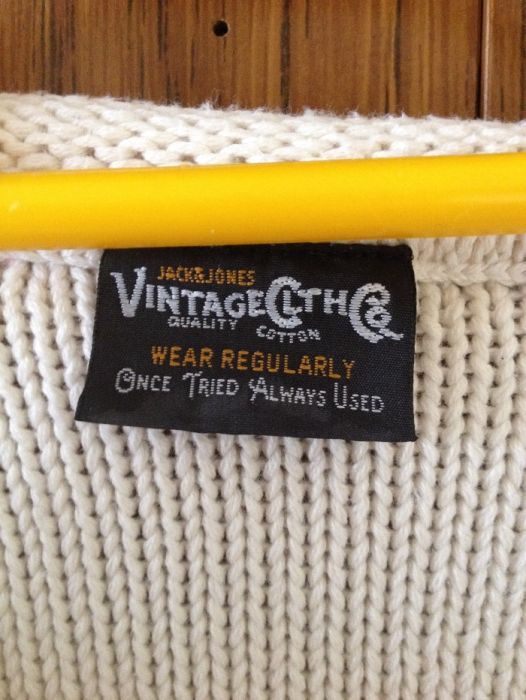 JACK&JONES
VINTAGE CLTH Co
QUALITY COTTON
WEAR REGULARLY
ONCE TRIED ALWAYS USED